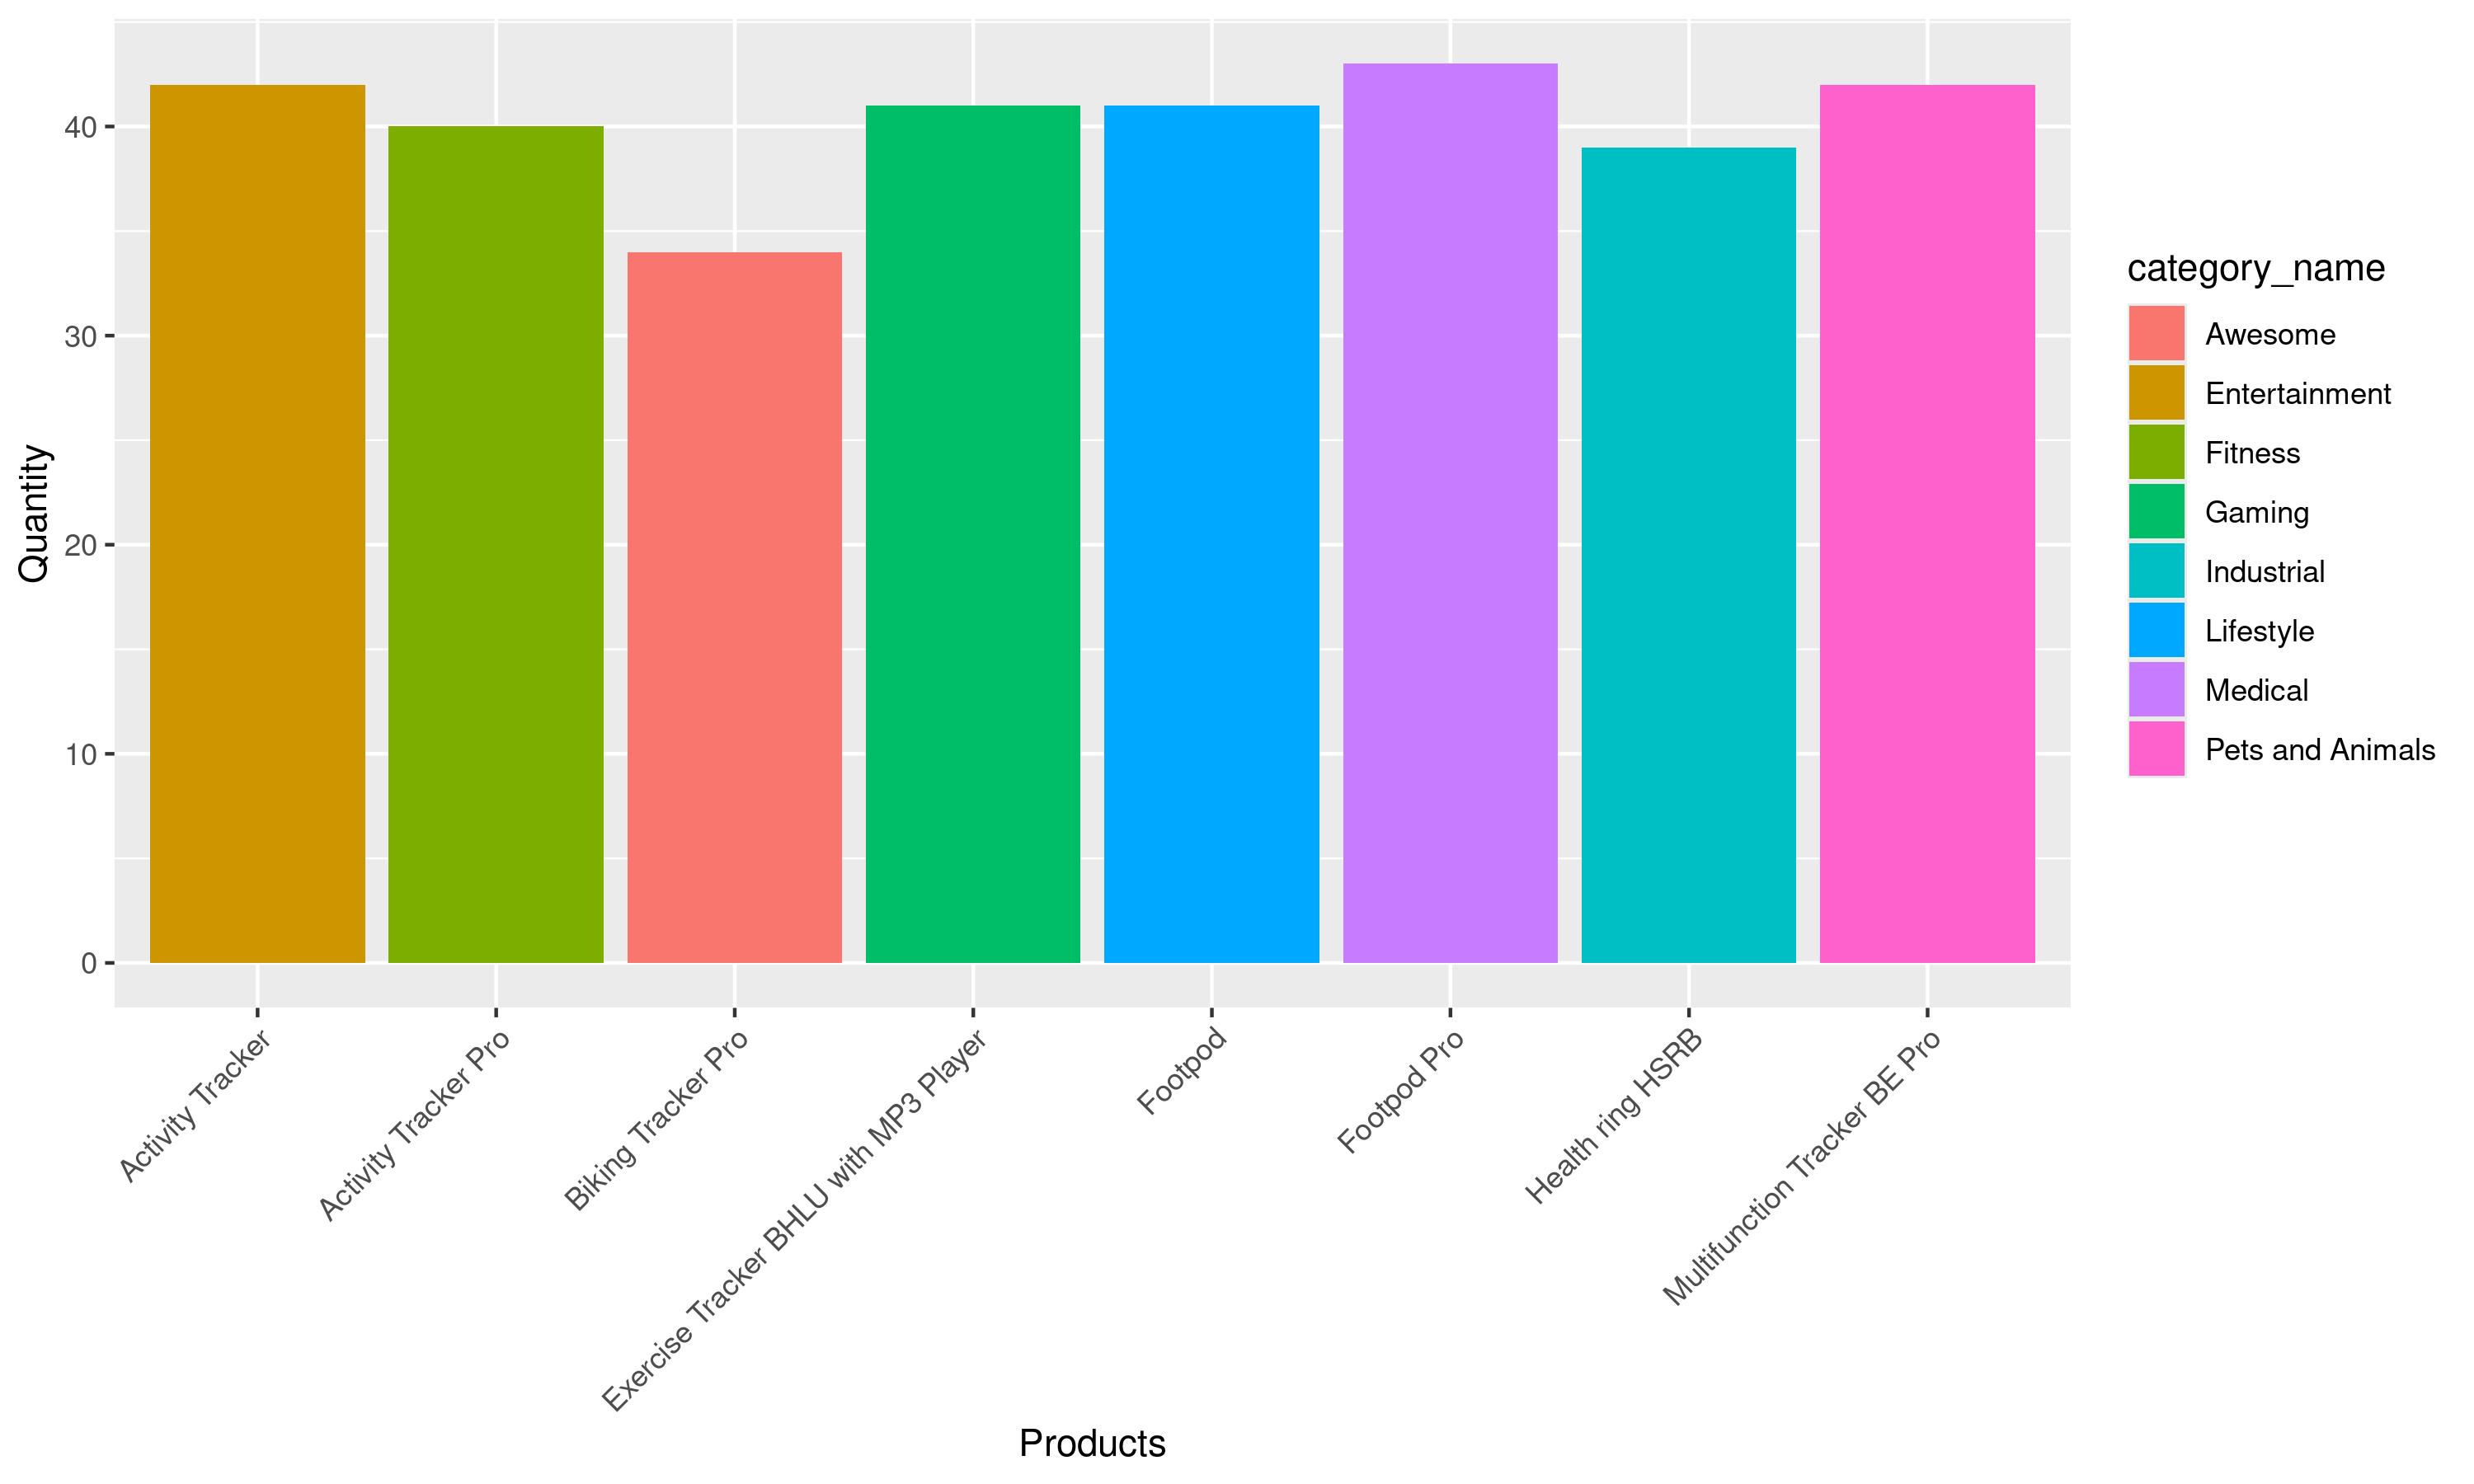 Quantity
40
30
20
10
0
Activity Tracker
Activity Tracker Pro
Biking Tracker Pro
Exercise Tracker BHLU with MP3 Player
Footpod
Footpod Pro
Health ring HSRB
Multifunction Tracker BE Pro
Products
category_name
Awesome
Entertainment
Fitness
Gaming
Industrial
Lifestyle
Medical
Pets and Animals